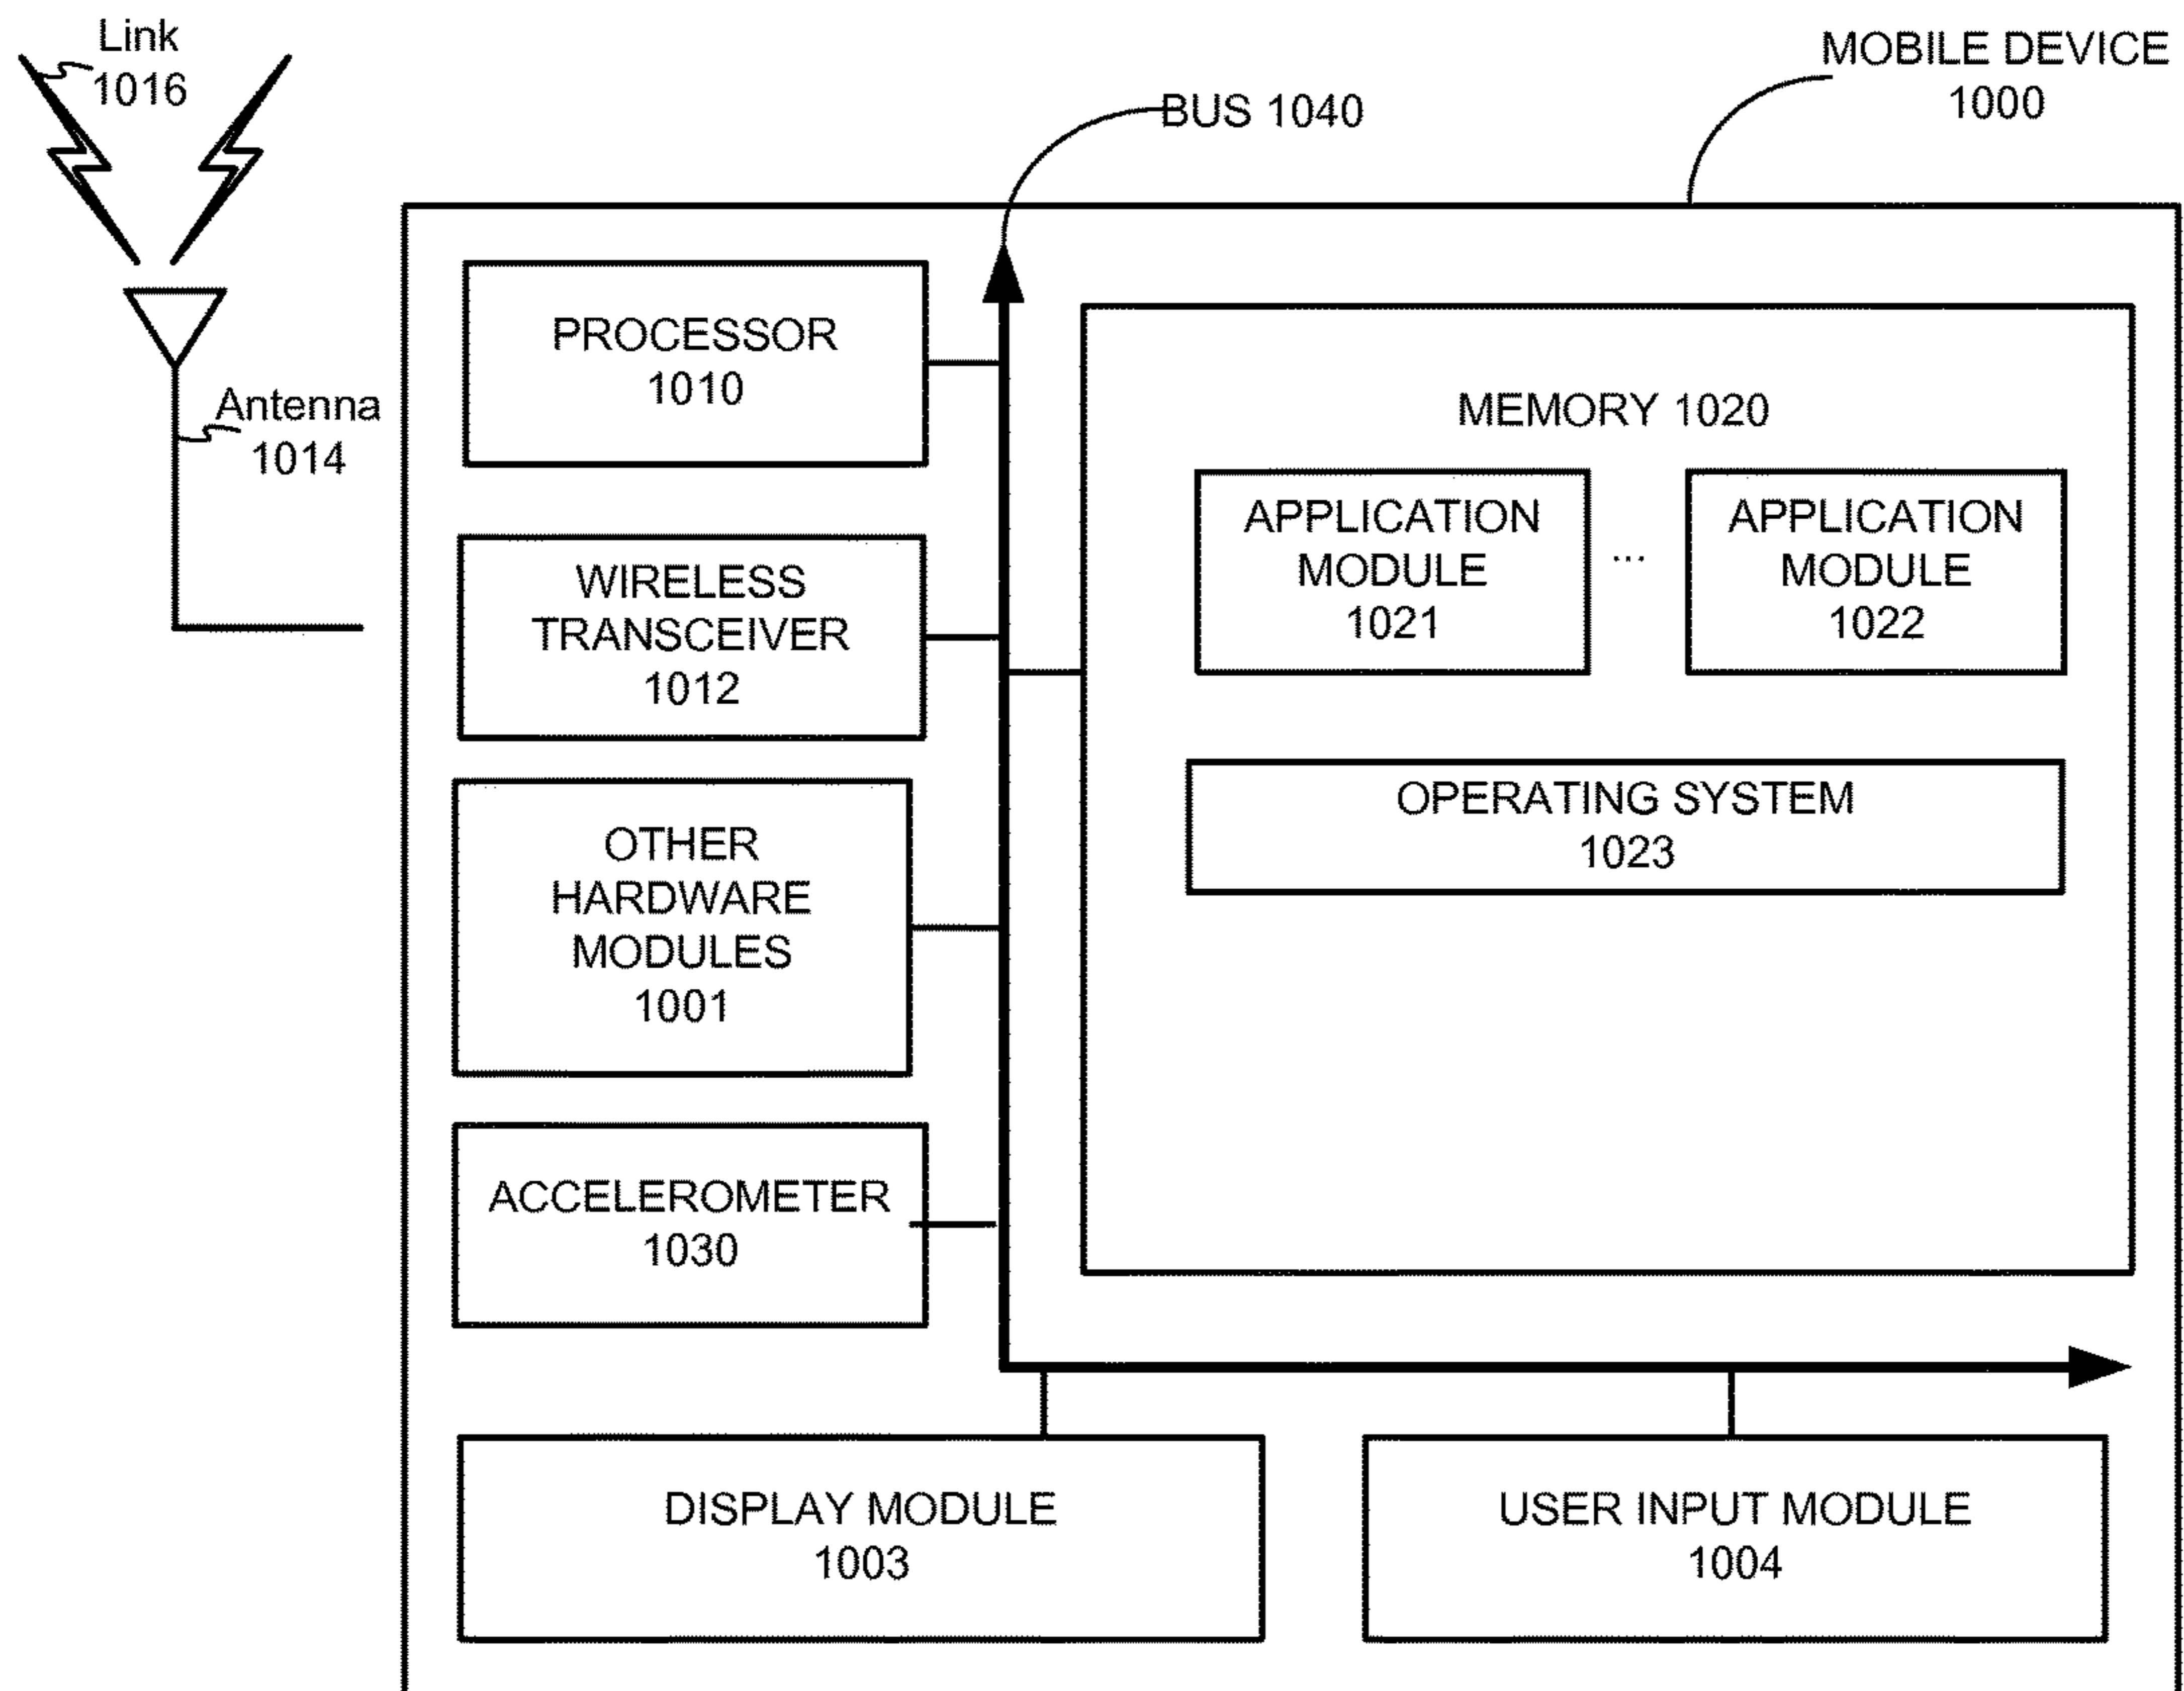 Link
1016
MOBILE DEVICE
1000
BUS 1040
PROCESSOR
1010
Antenna
1014
MEMORY 1020
APPLICATION
MODULE
1021
...
APPLICATION
MODULE
1022
WIRELESS
TRANSCEIVER
1012
OPERATING SYSTEM
1023
OTHER
HARDWARE
MODULES
1001
ACCELEROMETER
1030
DISPLAY MODULE
1003
USER INPUT MODULE
1004